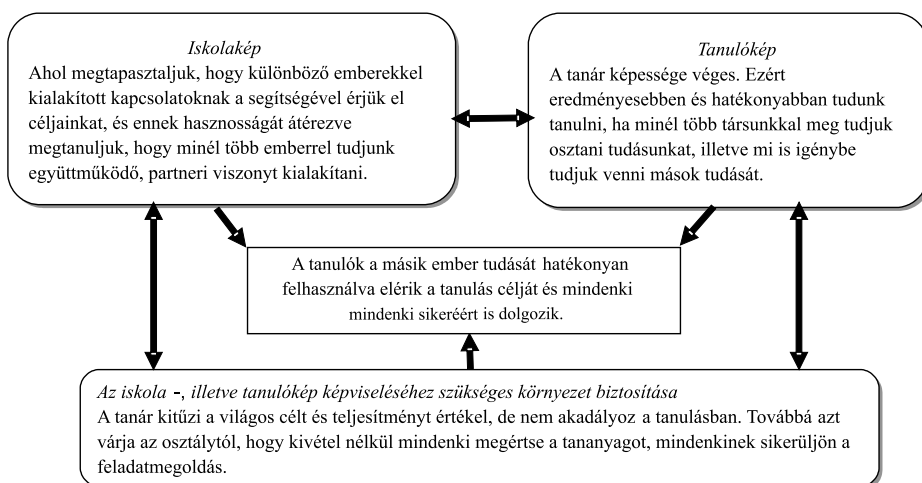 Iskolakép
Ahol megtapasztaljuk, hogy különböző emberekkel
kialakított kapcsolatoknak a segítségével érjük el
céljainkat, és ennek hasznosságát átérezve
megtanuljuk, hogy minél több emberrel tudjunk
együttműködő, partneri viszonyt kialakítani.
Tanulókép
A tanár képessége véges. Ezért
eredményesebben és hatékonyabban tudunk
tanulni, ha minél több társunkkal meg tudjuk
osztani tudásunkat, illetve mi is igénybe
tudjuk venni mások tudását.
A tanulók a másik ember tudását hatékonyan
felhasználva elérik a tanulás célját és mindenki
mindenki sikeréért is dolgozik.
Az iskola -, illetve tanulókép képviseléséhez szükséges környezet biztosítása
A tanár kitűzi a világos célt és teljesítményt értékel, de nem akadályoz a tanulásban. Továbbá azt
várja az osztálytól, hogy kivétel nélkül mindenki megértse a tananyagot, mindenkinek sikerüljön a
feladatmegoldás.